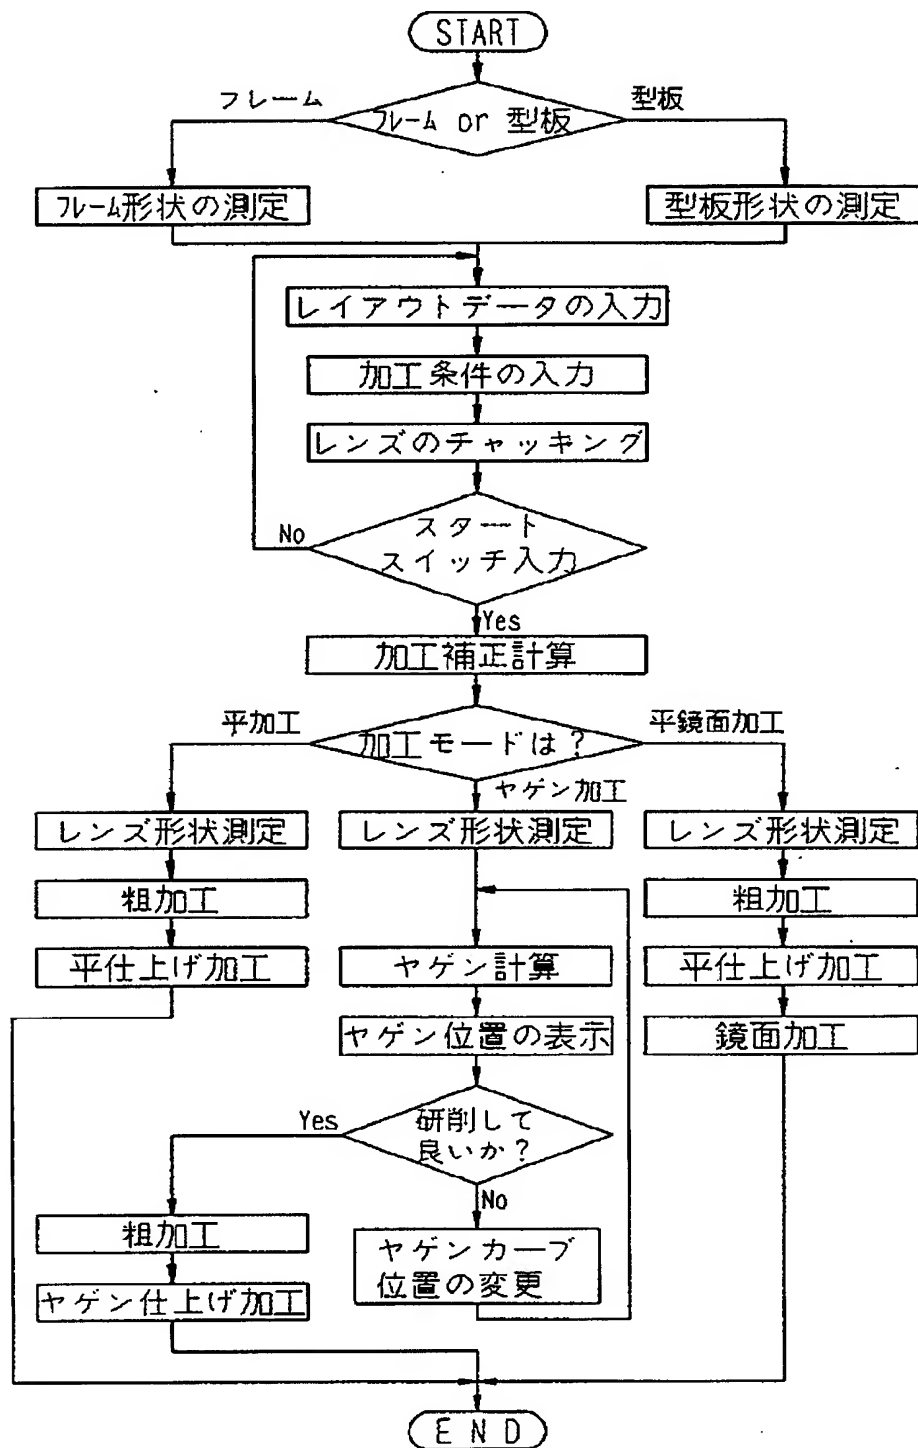 START
フレーム
型板
フレーム or 型板
フレーム形状の測定
型板形状の測定
レイアウトデータの入力
加工条件の入力
レンズのチャッキング
No
スタート
スイッチ入力
Yes
加工補正計算
平加工
平鏡面加工
加工モードは?
ヤゲン加工
レンズ形状測定
レンズ形状測定
レンズ形状測定
粗加工
粗加工
平仕上げ加工
ヤゲン計算
平仕上げ加工
ヤゲン位置の表示
鏡面加工
Yes
研削して
良いか?
No
粗加工
ヤゲンカーブ
位置の変更
ヤゲン仕上げ加工
END